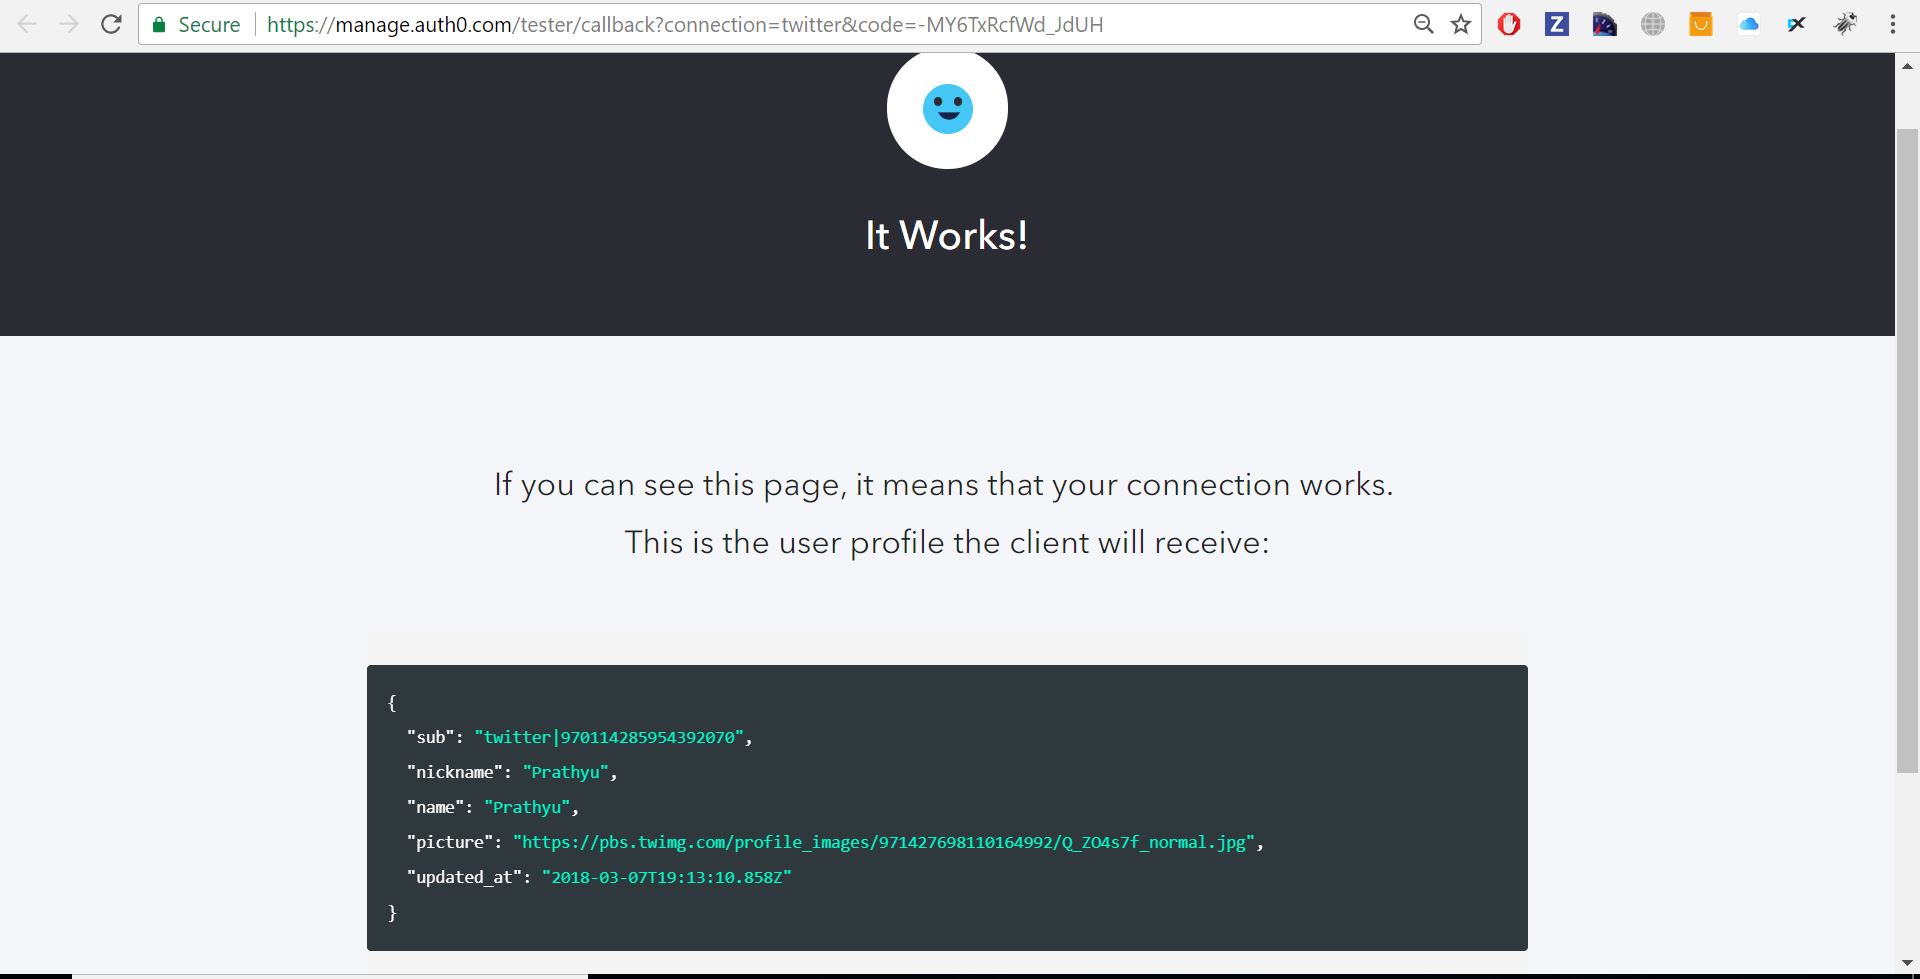 Secure https://manage.auth0.com/tester/callback?connection=twitter&code=-MY6TxRcfWd_JdUH
Z
It Works!
If you can see this page, it means that your connection works.
This is the user profile the client will receive:
{
"sub": "twitter|970114285954392070",
"nickname": "Prathyu",
"name": "Prathyu",
"picture": "https://pbs.twimg.com/profile_images/971427698110164992/Q_ZO4s7f_normal.jpg",
"updated_at": "2018-03-07T19:13:10.858Z"
}